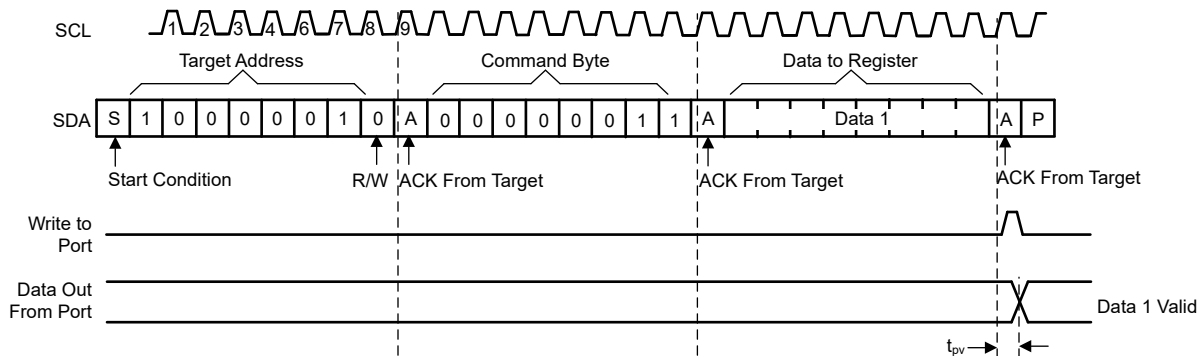 SCL 1 2 3 4 6 7 8 9
Target Address Command Byte Data to Register
SDA S 1 0 0 0 0 0 1 0 A 0 0 0 0 0 0 1 1 A Data 1 A P
Start Condition R/W ACK From Target ACK From Target ACK From Target
Write to
Port
Data Out
From Port
Data 1 Valid
tpv